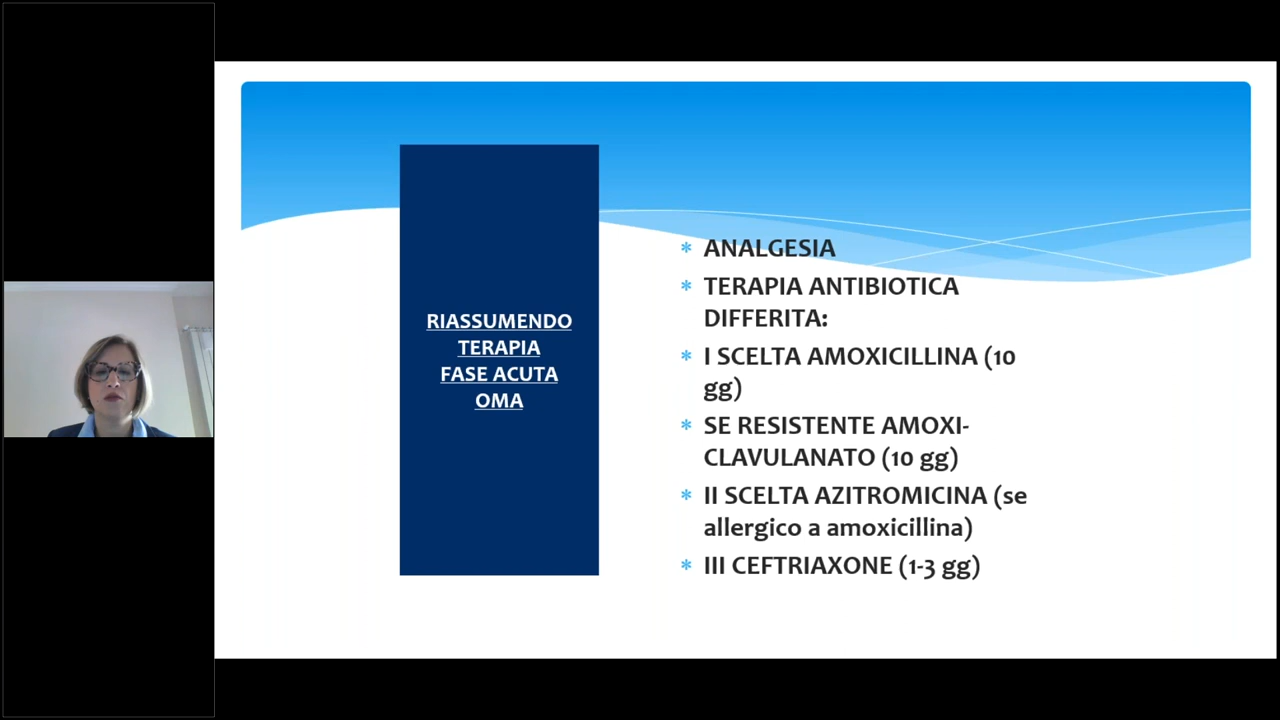 RIASSUMENDO
TERAPIA
FASE ACUTA
OMA
ANALGESIA
TERAPIA ANTIBIOTICA
DIFFERITA:
I SCELTA AMOXICILLINA (10
gg)
SE RESISTENTE AMOXI-
CLAVULANATO (10 gg)
II SCELTA AZITROMICINA (se
allergico a amoxicillina)
III CEFTRIAXONE (1-3 gg)